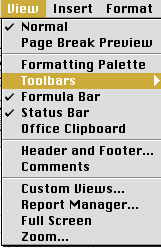 View Insert Format
Normal
Page Break Preview
Formatting Palette
Toolbars
Formula Bar
Status Bar
Office Clipboard
Header and Footer...
Comments
Custom Views...
Report Manager...
Full Screen
Zoom...